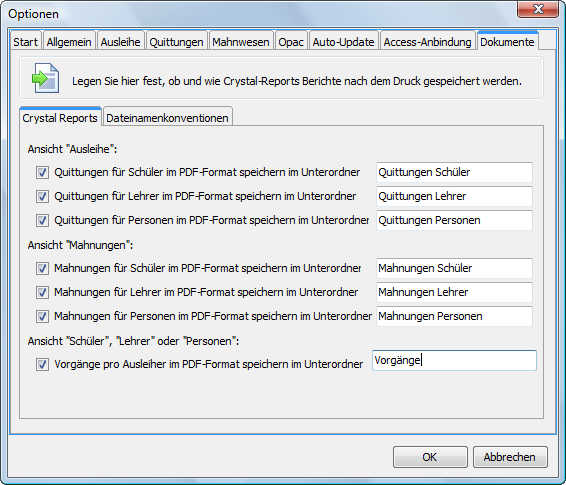 Optionen
Start Allgemein Ausleihe Quittungen Mahnwesen Opac Auto-Update Access-Anbindung Dokumente
Legen Sie hier fest, ob und wie Crystal-Reports Berichte nach dem Druck gespeichert werden.
Crystal Reports Dateinamenkonventionen
Ansicht "Ausleihe":
Quittungen für Schüler im PDF-Format speichern im Unterordner Quittungen Schüler
Quittungen für Lehrer im PDF-Format speichern im Unterordner Quittungen Lehrer
Quittungen für Personen im PDF-Format speichern im Unterordner Quittungen Personen
Ansicht "Mahnungen":
Mahnungen für Schüler im PDF-Format speichern im Unterordner Mahnungen Schüler
Mahnungen für Lehrer im PDF-Format speichern im Unterordner Mahnungen Lehrer
Mahnungen für Personen im PDF-Format speichern im Unterordner Mahnungen Personen
Ansicht "Schüler", "Lehrer" oder "Personen":
Vorgänge pro Ausleiher im PDF-Format speichern im Unterordner Vorgänge
OK Abbrechen